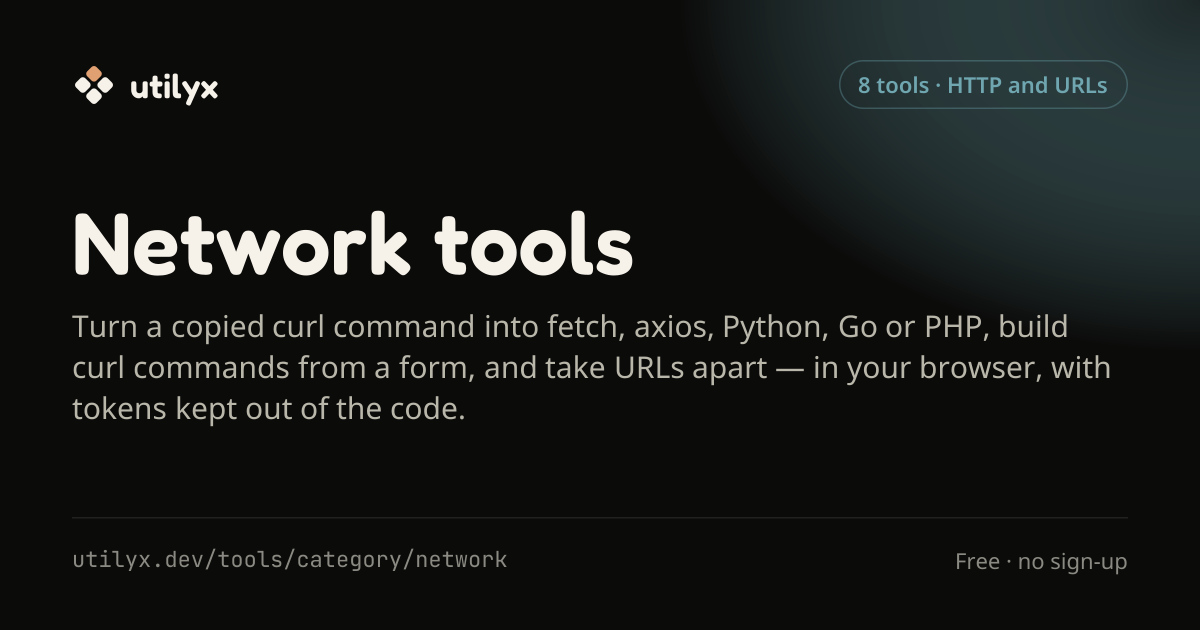 utilyx
8 tools · HTTP and URLs
Network tools
Turn a copied curl command into fetch, axios, Python, Go or PHP, build
curl commands from a form, and take URLs apart — in your browser, with
tokens kept out of the code.
utilyx.dev/tools/category/network
Free · no sign-up